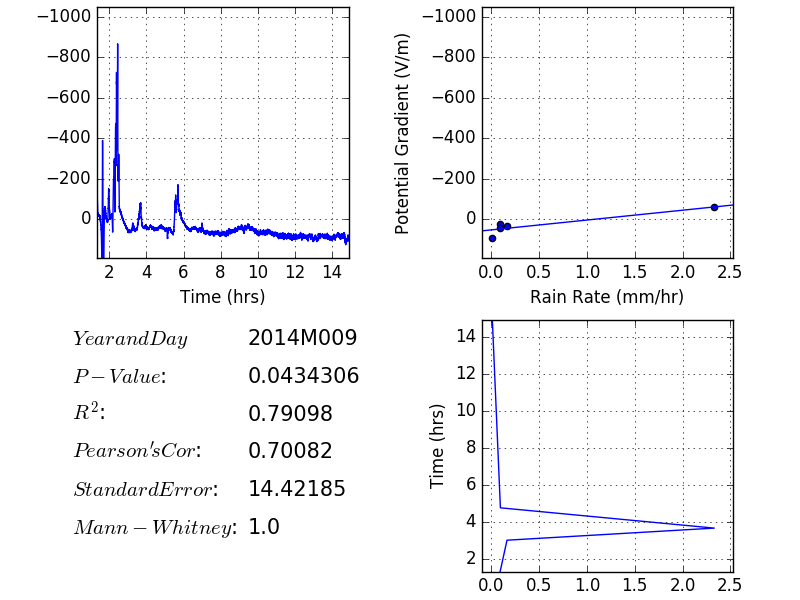 −1000
−800
−600
−400
−200
0
2 4 6 8 10 12 14
Time (hrs)
Potential Gradient (V/m)
−1000
−800
−600
−400
−200
0
0.0 0.5 1.0 1.5 2.0 2.5
Rain Rate (mm/hr)
YearandDay 2014M009
P−Value: 0.0434306
R²: 0.79098
Pearson'sCor: 0.70082
StandardError: 14.42185
Mann−Whitney: 1.0
Time (hrs)
14
12
10
8
6
4
2
0.0 0.5 1.0 1.5 2.0 2.5